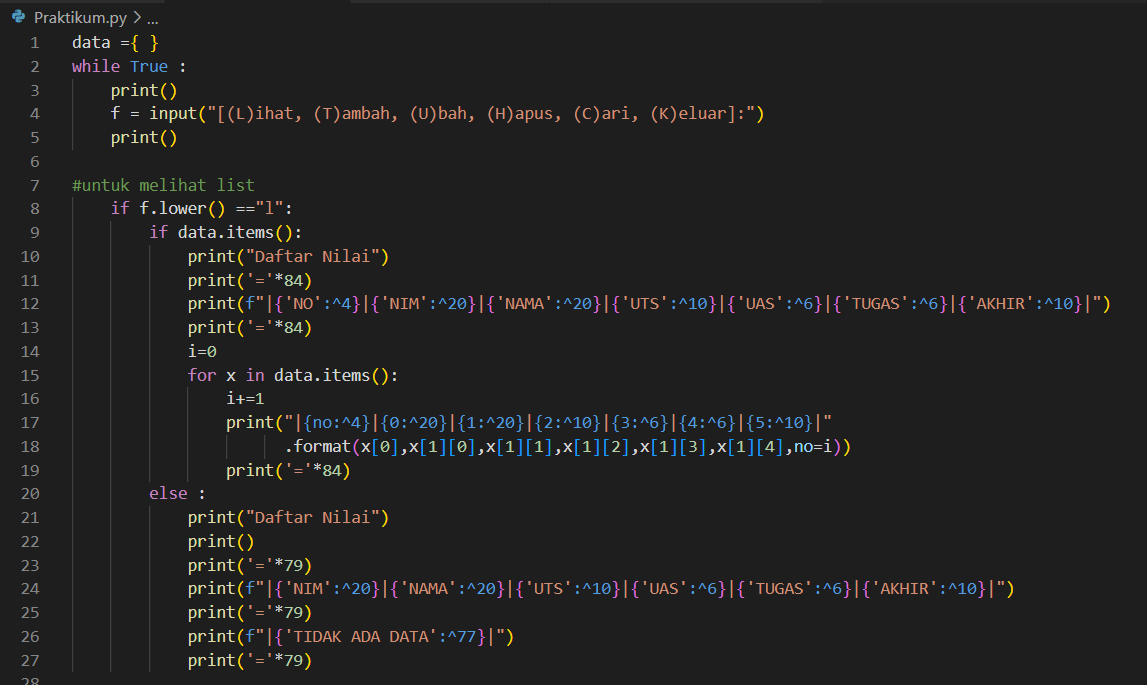 Praktikum.py > ...
1 data ={ }
2 while True :
3     print()
4     f = input("[(L)ihat, (T)ambah, (U)bah, (H)apus, (C)ari, (K)eluar]:")
5     print()
6
7 #untuk melihat list
8     if f.lower() =="l":
9         if data.items():
10             print("Daftar Nilai")
11             print('='*84)
12             print(f"|{'NO':^4}|{'NIM':^20}|{'NAMA':^20}|{'UTS':^10}|{'UAS':^6}|{'TUGAS':^6}|{'AKHIR':^10}|")
13             print('='*84)
14             i=0
15             for x in data.items():
16                 i+=1
17                 print("|{no:^4}|{0:^20}|{1:^20}|{2:^10}|{3:^6}|{4:^6}|{5:^10}|"
18                       .format(x[0],x[1][0],x[1][1],x[1][2],x[1][3],x[1][4],no=i))
19                 print('='*84)
20         else :
21             print("Daftar Nilai")
22             print()
23             print('='*79)
24             print(f"|{'NIM':^20}|{'NAMA':^20}|{'UTS':^10}|{'UAS':^6}|{'TUGAS':^6}|{'AKHIR':^10}|")
25             print('='*79)
26             print(f"|{'TIDAK ADA DATA':^77}|")
27             print('='*79)
28